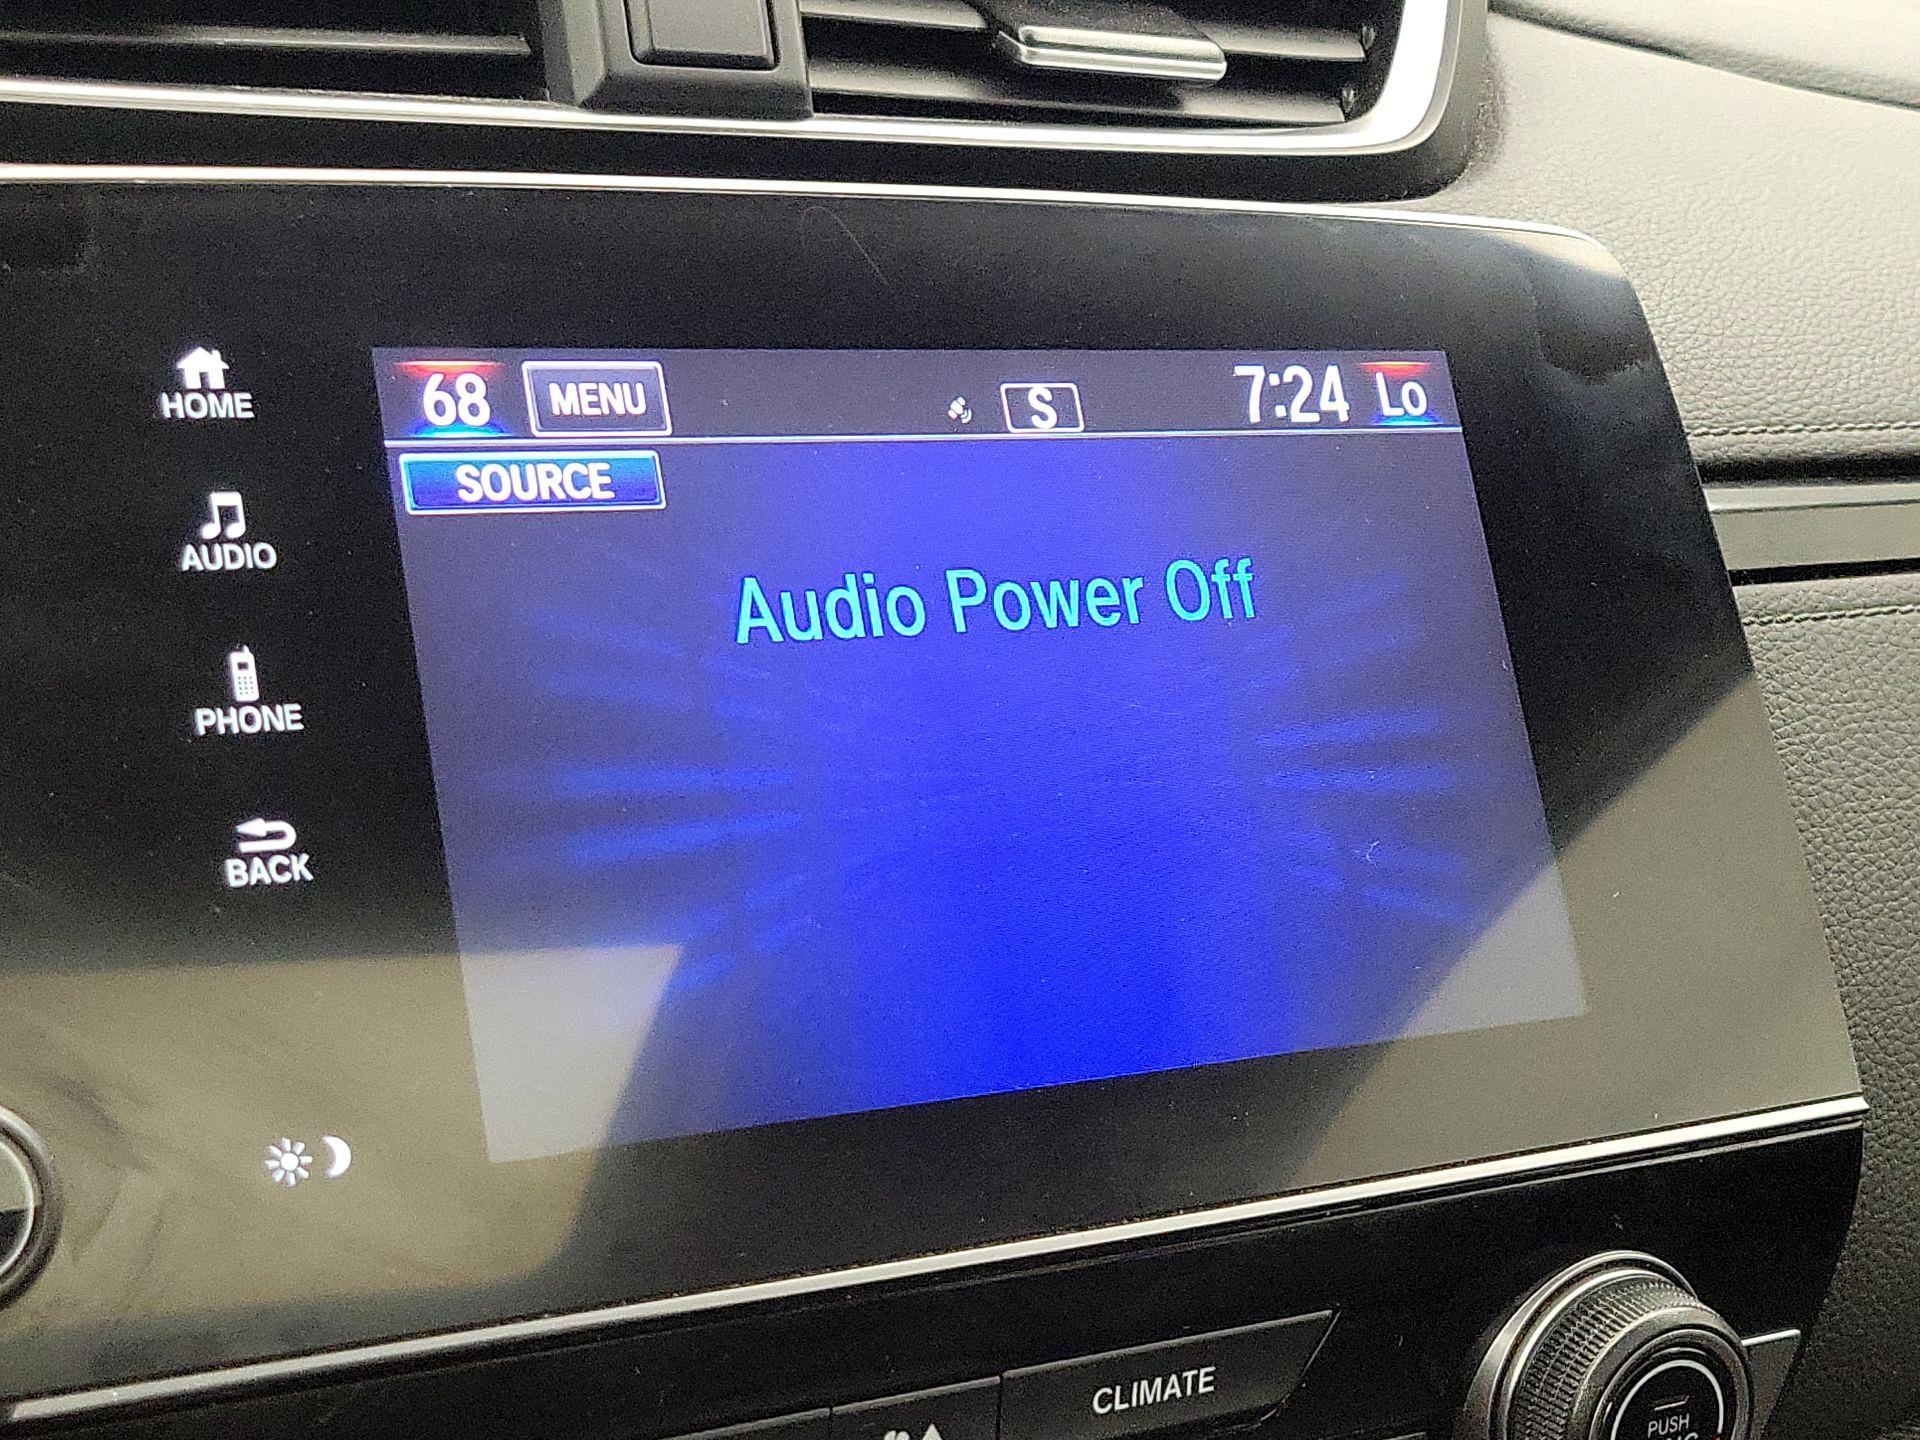 HOME
68 MENU S 7:24 Lo
SOURCE
AUDIO
Audio Power Off
PHONE
BACK
CLIMATE
PUSH